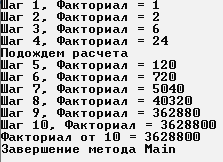 Шаг 1, Факториал = 1
Шаг 2, Факториал = 2
Шаг 3, Факториал = 6
Шаг 4, Факториал = 24
Подождем расчета
Шаг 5, Факториал = 120
Шаг 6, Факториал = 720
Шаг 7, Факториал = 5040
Шаг 8, Факториал = 40320
Шаг 9, Факториал = 362880
Шаг 10, Факториал = 3628800
Факториал от 10 = 3628800
Завершение метода Main